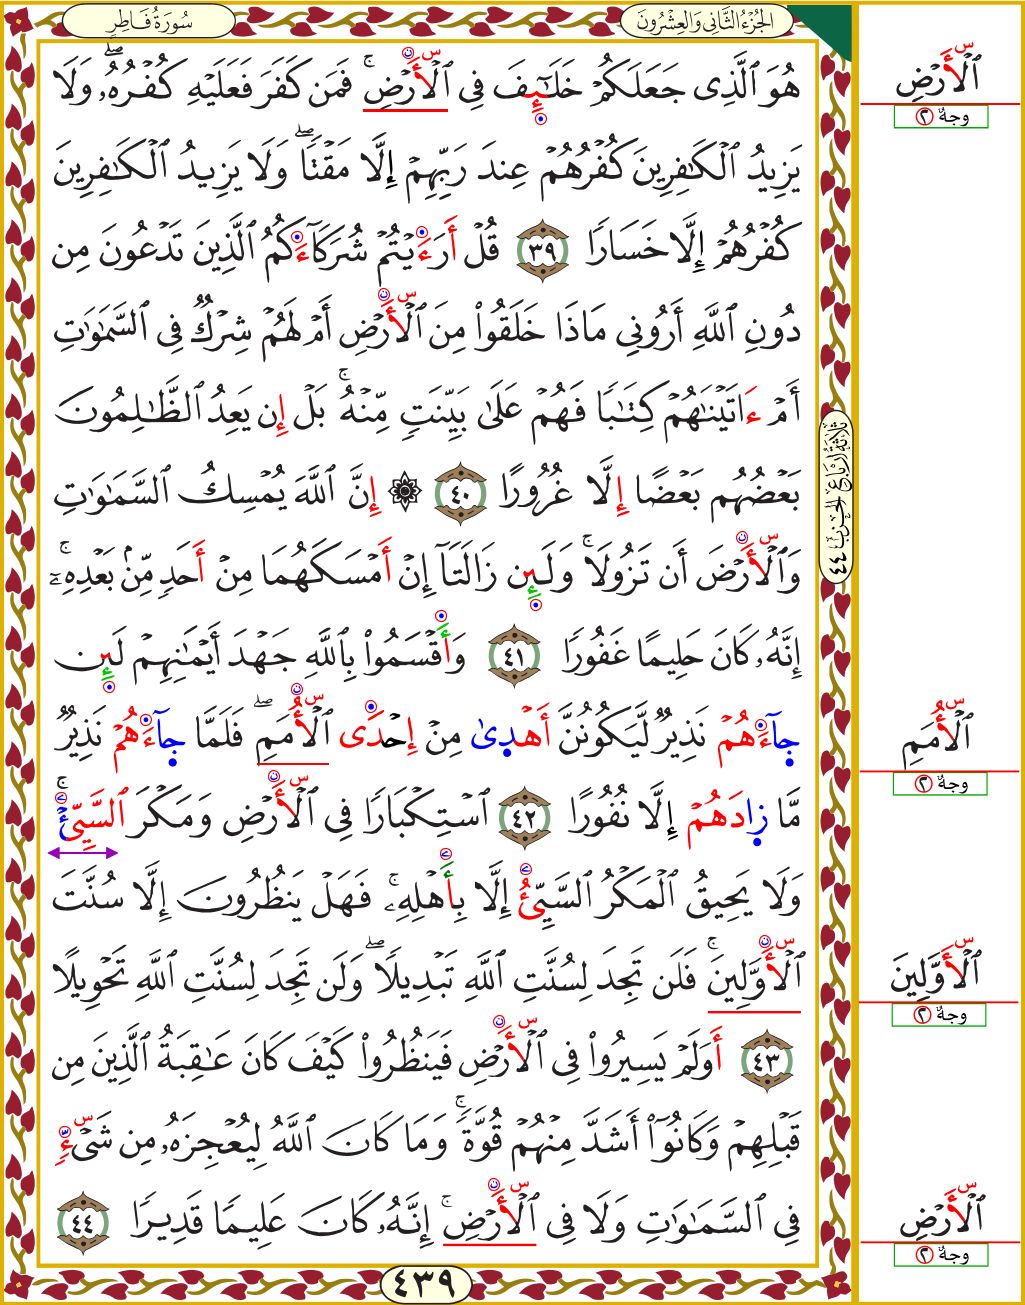 سُورَةُ فَاطِرٍ
الجُزْءُ الثَّانِي وَالعِشْرُونَ
هُوَ ٱلَّذِى جَعَلَكُمْ خَلَـٰٓئِفَ فِى ٱلْأَرْضِ ۚ فَمَن كَفَرَ فَعَلَيْهِ كُفْرُهُۥ ۖ وَلَا
يَزِيدُ ٱلْكَـٰفِرِينَ كُفْرُهُمْ عِندَ رَبِّهِمْ إِلَّا مَقْتًا ۖ وَلَا يَزِيدُ ٱلْكَـٰفِرِينَ
كُفْرُهُمْ إِلَّا خَسَارًا ٣٩ قُلْ أَرَءَيْتُمْ شُرَكَآءَكُمُ ٱلَّذِينَ تَدْعُونَ مِن
دُونِ ٱللَّهِ أَرُونِي مَاذَا خَلَقُوا۟ مِنَ ٱلْأَرْضِ أَمْ لَهُمْ شِرْكٌ فِى ٱلسَّمَـٰوَٰتِ
أَمْ ءَاتَيْنَـٰهُمْ كِتَـٰبًا فَهُمْ عَلَىٰ بَيِّنَتٍ مِّنْهُ ۚ بَلْ إِن يَعِدُ ٱلظَّـٰلِمُونَ
بَعْضُهُم بَعْضًا إِلَّا غُرُورًا ٤٠ ۞ إِنَّ ٱللَّهَ يُمْسِكُ ٱلسَّمَـٰوَٰتِ
وَٱلْأَرْضَ أَن تَزُولَا ۚ وَلَئِن زَالَتَآ إِنْ أَمْسَكَهُمَا مِنْ أَحَدٍ مِّنۢ بَعْدِهِۦٓ ۚ
إِنَّهُۥ كَانَ حَلِيمًا غَفُورًا ٤١ وَأَقْسَمُوا۟ بِٱللَّهِ جَهْدَ أَيْمَـٰنِهِمْ لَئِن
جَآءَهُمْ نَذِيرٌ لَّيَكُونُنَّ أَهْدَىٰ مِنْ إِحْدَى ٱلْأُمَمِ ۖ فَلَمَّا جَآءَهُمْ نَذِيرٌ
مَّا زَادَهُمْ إِلَّا نُفُورًا ٤٢ ٱسْتِكْبَارًا فِى ٱلْأَرْضِ وَمَكْرَ ٱلسَّيِّئِ ۚ
وَلَا يَحِيقُ ٱلْمَكْرُ ٱلسَّيِّئُ إِلَّا بِأَهْلِهِۦ ۚ فَهَلْ يَنظُرُونَ إِلَّا سُنَّتَ
ٱلْأَوَّلِينَ ۚ فَلَن تَجِدَ لِسُنَّتِ ٱللَّهِ تَبْدِيلًا ۖ وَلَن تَجِدَ لِسُنَّتِ ٱللَّهِ تَحْوِيلًا
٤٣ أَوَلَمْ يَسِيرُوا۟ فِى ٱلْأَرْضِ فَيَنظُرُوا۟ كَيْفَ كَانَ عَـٰقِبَةُ ٱلَّذِينَ مِن
قَبْلِهِمْ وَكَانُوٓا۟ أَشَدَّ مِنْهُمْ قُوَّةً ۚ وَمَا كَانَ ٱللَّهُ لِيُعْجِزَهُۥ مِن شَىْءٍ
فِى ٱلسَّمَـٰوَٰتِ وَلَا فِى ٱلْأَرْضِ ۚ إِنَّهُۥ كَانَ عَلِيمًا قَدِيرًا ٤٤
٤٣٩
ثَلَاثَةُ أَرْبَاعِ الحِزْبِ ٤٤
ٱلْأَرْضِ
وجهٌ ٢
ٱلْأُمَمِ
وجهٌ ٢
ٱلْأَوَّلِينَ
وجهٌ ٢
ٱلْأَرْضِ
وجهٌ ٢